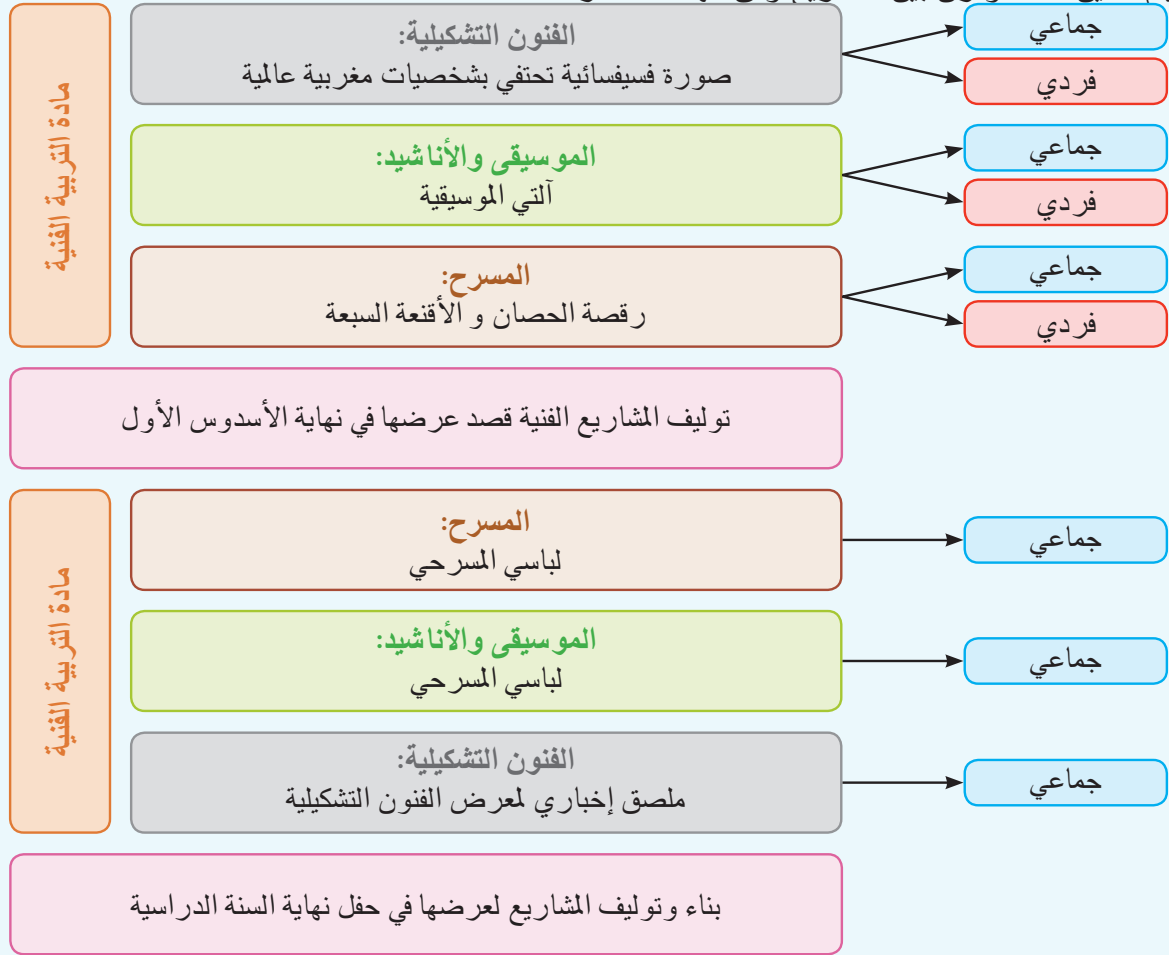 الفنون التشكيلية:
صورة فسيفسائية تحتفي بشخصيات مغربية عالمية
جماعي
فردي
مادة التربية الفنية
الموسيقى والأناشيد:
آلتي الموسيقية
جماعي
فردي
المسرح:
رقصة الحصان و الأقنعة السبعة
جماعي
فردي
توليف المشاريع الفنية قصد عرضها في نهاية الأسدوس الأول
المسرح:
لباسي المسرحي
جماعي
مادة التربية الفنية
الموسيقى والأناشيد:
لباسي المسرحي
جماعي
الفنون التشكيلية:
ملصق إخباري لمعرض الفنون التشكيلية
جماعي
بناء وتوليف المشاريع لعرضها في حفل نهاية السنة الدراسية